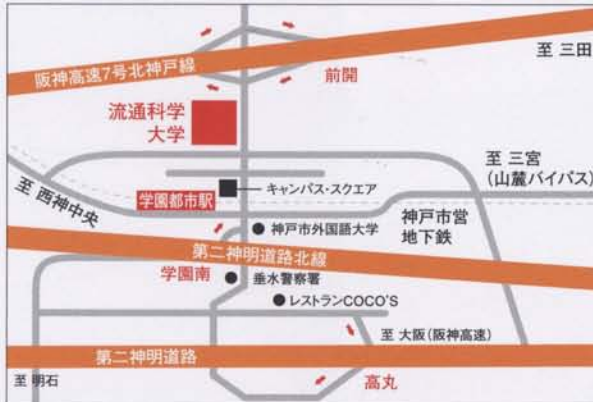 至 三田
阪神高速7号北神戸線
前開
流通科学
大学
至 三宮
(山麓バイパス)
至 西神中央
学園都市駅
キャンパス・スクエア
神戸市営
地下鉄
神戸市外国語大学
第二神明道路北線
学園南
垂水警察署
レストランCOCO'S
至 大阪(阪神高速)
第二神明道路
至 明石
高丸